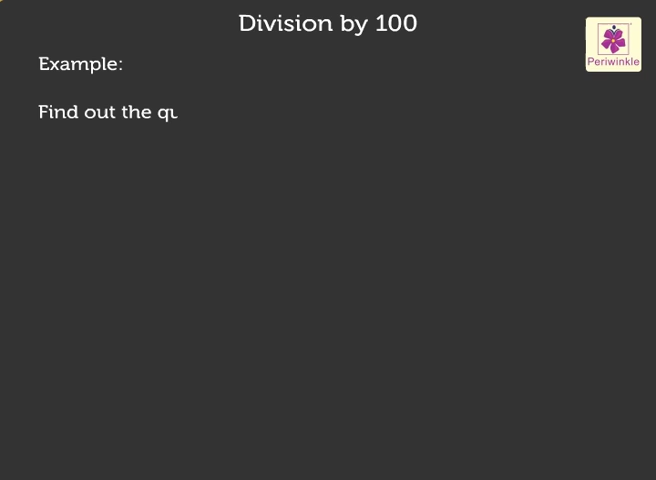 Division by 100
Periwinkle
Example:
Find out the